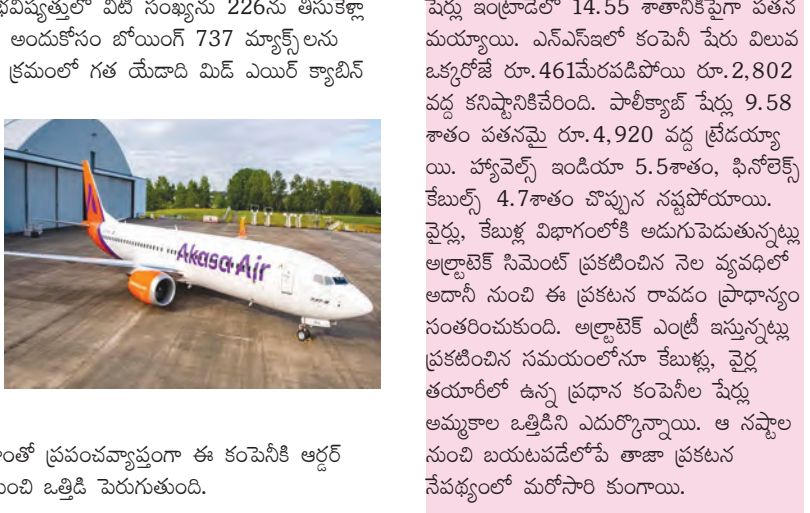 భవిష్యత్తులో వీటి సంఖ్యను 226ను తీసుకెళ్లా
అందుకోసం బోయింగ్ 737 మ్యాక్స్‌లను
క్రమంలో గత యేడాది మిడ్ ఎయిర్ క్యాబిన్
Akasa Air
ప్రపంచవ్యాప్తంగా ఈ కంపెనీకి ఆర్డర్
ఒత్తిడి పెరుగుతుంది.
షేర్లు ఇంట్రాడేలో 14.55 శాతానికిపైగా పతన
మయ్యాయి. ఎన్ఎస్ఇలో కంపెనీ షేరు విలువ
ఒక్కరోజే రూ.461మేరపడిపోయి రూ.2,802
వద్ద కనిష్టానికిచేరింది. పాలీక్యాబ్ షేర్లు 9.58
శాతం పతనమై రూ.4,920 వద్ద ట్రేడయ్యా
యి. హ్యావెల్స్ ఇండియా 5.5శాతం, ఫినోలెక్స్
కేబుల్స్ 4.7శాతం చొప్పున నష్టపోయాయి.
వైర్లు, కేబుళ్ల విభాగంలోకి అడుగుపెడుతున్నట్లు
అల్ట్రాటెక్ సిమెంట్ ప్రకటించిన నెల వ్యవధిలో
అదానీ నుంచి ఈ ప్రకటన రావడం ప్రాధాన్యం
సంతరించుకుంది. అల్ట్రాటెక్ ఎంట్రీ ఇస్తున్నట్లు
ప్రకటించిన సమయంలోనూ కేబుళ్లు, వైర్ల
తయారీలో ఉన్న ప్రధాన కంపెనీల షేర్లు
అమ్మకాల ఒత్తిడిని ఎదుర్కొన్నాయి. ఆ నష్టాల
నుంచి బయటపడేలోపే తాజా ప్రకటన
నేపథ్యంలో మరోసారి కుంగాయి.